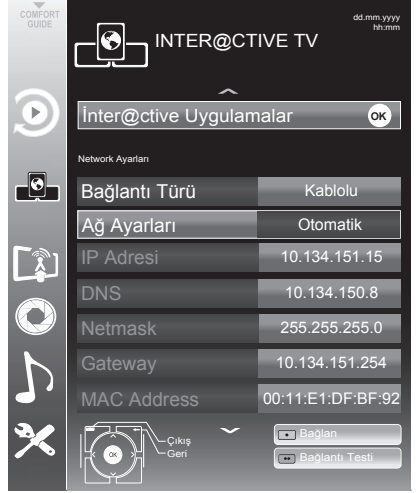 COMFORT
GUIDE
INTER@CTIVE TV
dd.mm.yyyy
hh:mm
İnter@ctive Uygulamalar OK
Network Ayarları
Bağlantı Türü Kablolu
Ağ Ayarları Otomatik
IP Adresi 10.134.151.15
DNS 10.134.150.8
Netmask 255.255.255.0
Gateway 10.134.151.254
MAC Address 00:11:E1:DF:BF:92
OK
Çıkış
Geri
Bağlan
Bağlantı Testi